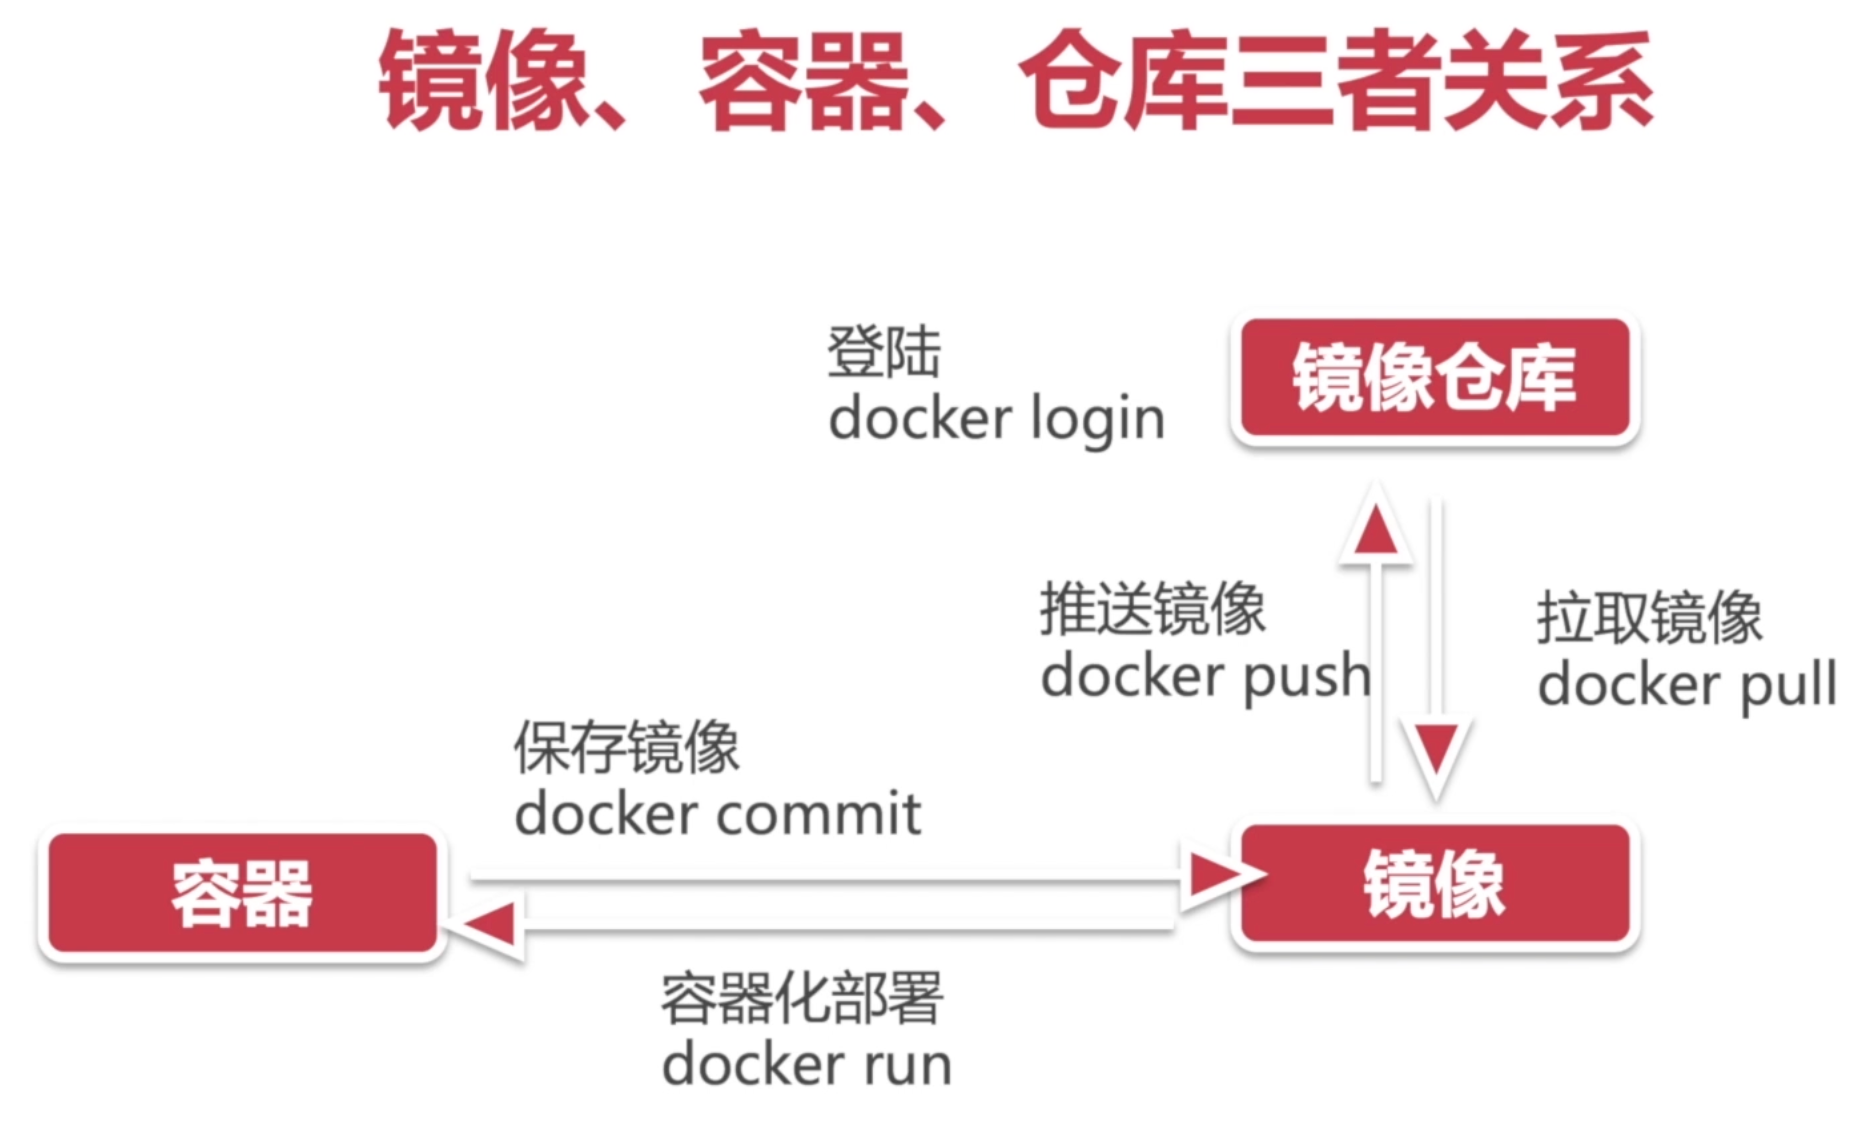 镜像、容器、仓库三者关系
登陆
docker login
镜像仓库
推送镜像
docker push
拉取镜像
docker pull
保存镜像
docker commit
容器
镜像
容器化部署
docker run